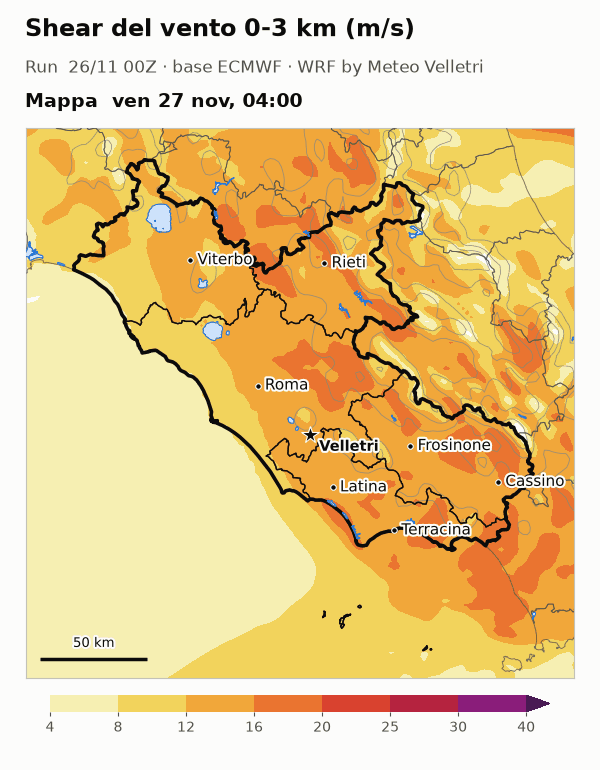 Shear del vento 0-3 km (m/s)
Run  26/11 00Z · base ECMWF · WRF by Meteo Velletri
Mappa  ven 27 nov, 04:00
Viterbo
Rieti
Roma
Velletri
Frosinone
Cassino
Latina
Terracina
50 km
4 8 12 16 20 25 30 40